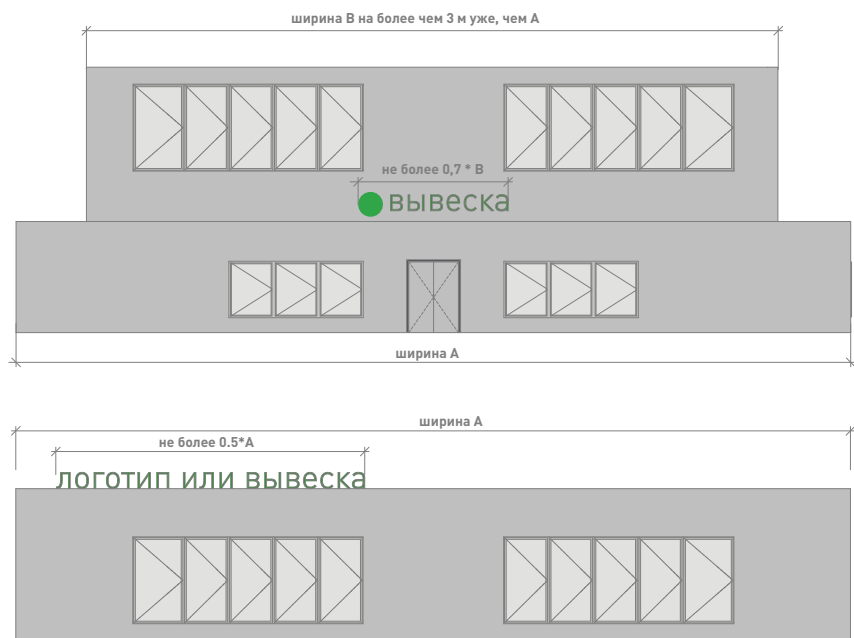 ширина В на более чем 3 м уже, чем А
не более 0,7 * В
вывеска
ширина А
ширина А
не более 0.5*А
логотип или вывеска